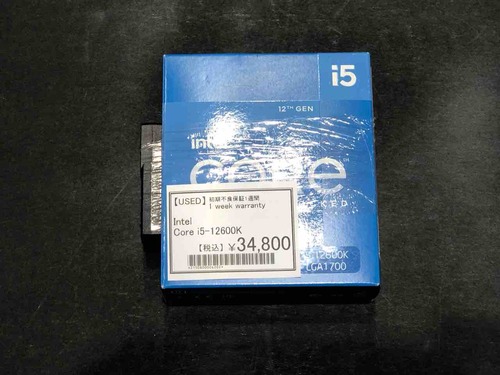 i5
12TH GEN
intel
CORE
【USED】初期不良保証1週間
1 week warranty
Intel
Core i5-12600K
【税込】¥34,800
12600K
LGA1700